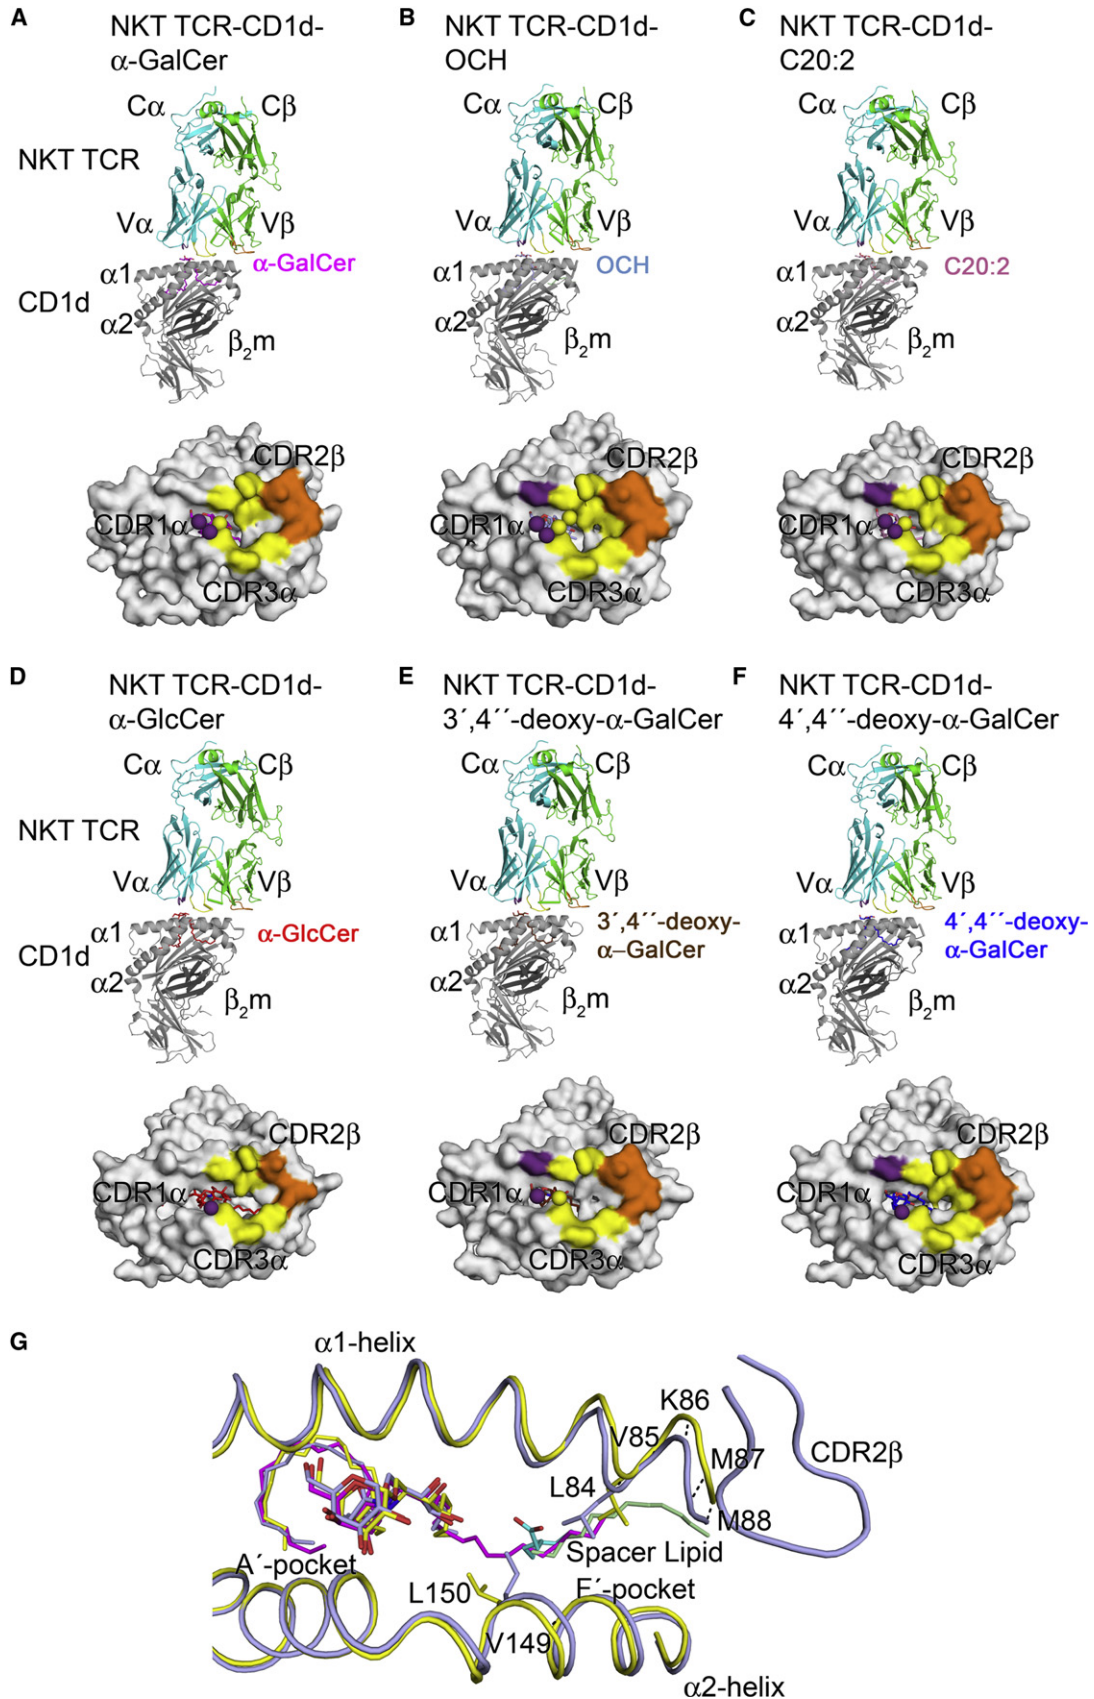 A
NKT TCR-CD1d-
α-GalCer
Cα
Cβ
NKT TCR
Vα
Vβ
α-GalCer
α1
CD1d
α2
β₂m
CDR2β
CDR1α
CDR3α
B
NKT TCR-CD1d-
OCH
Cα
Cβ
Vα
Vβ
OCH
α1
α2
β₂m
CDR2β
CDR1α
CDR3α
C
NKT TCR-CD1d-
C20:2
Cα
Cβ
Vα
Vβ
C20:2
α1
α2
β₂m
CDR2β
CDR1α
CDR3α
D
NKT TCR-CD1d-
α-GlcCer
Cα
Cβ
NKT TCR
Vα
Vβ
α-GlcCer
α1
CD1d
α2
β₂m
CDR2β
CDR1α
CDR3α
E
NKT TCR-CD1d-
3´,4´´-deoxy-α-GalCer
Cα
Cβ
Vα
Vβ
3´,4´´-deoxy-
α–GalCer
α1
α2
β₂m
CDR2β
CDR1α
CDR3α
F
NKT TCR-CD1d-
4´,4´´-deoxy-α-GalCer
Cα
Cβ
Vα
Vβ
4´,4´´-deoxy-
α-GalCer
α1
α2
β₂m
CDR2β
CDR1α
CDR3α
G
α1-helix
K86
V85
M87
CDR2β
L84
M88
Spacer Lipid
A´-pocket
F´-pocket
L150
V149
α2-helix